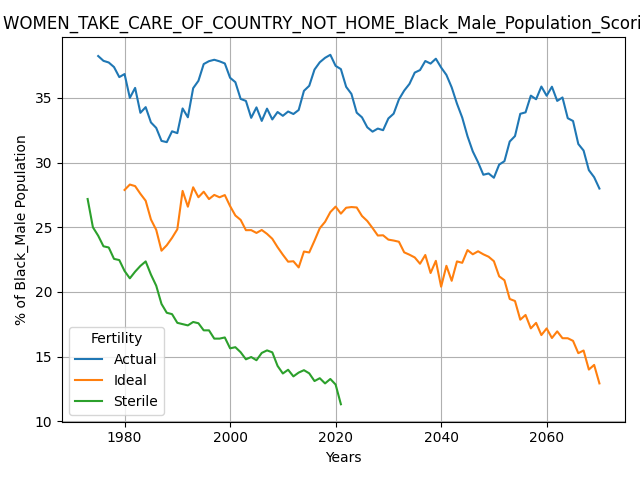 WOMEN_TAKE_CARE_OF_COUNTRY_NOT_HOME_Black_Male_Population_Scori
% of Black_Male Population
35
30
25
20
15
10
Fertility
Actual
Ideal
Sterile
1980 2000 2020 2040 2060
Years